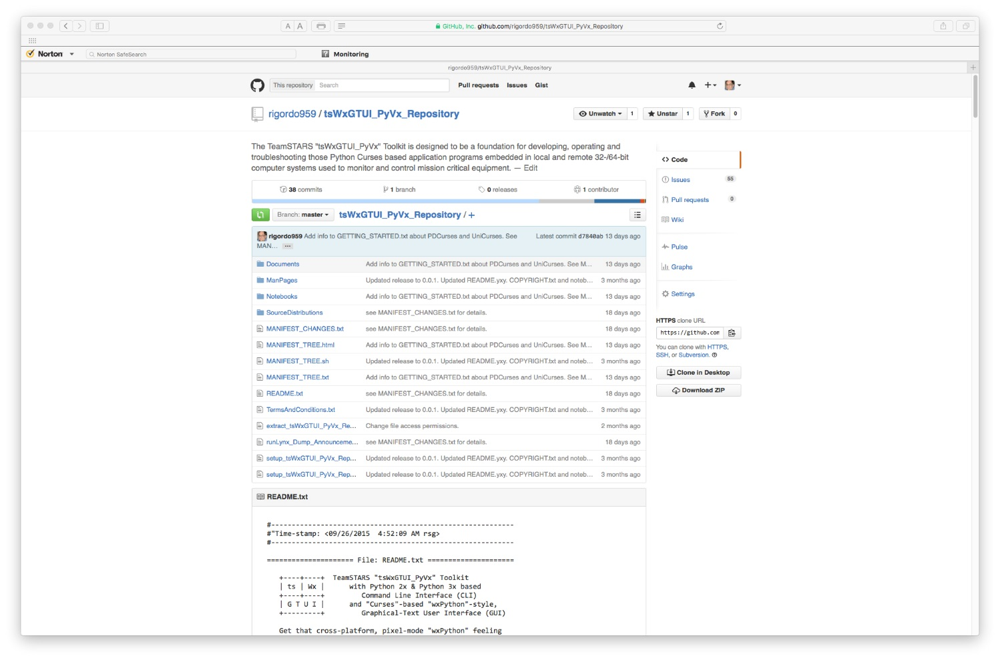 A A
GitHub, Inc. github.com/rigordo959/tsWxGTUI_PyVx_Repository
Norton
Norton SafeSearch
Monitoring
rigordo959/tsWxGTUI_PyVx_Repository
This repository Search
Pull requests Issues Gist
rigordo959 / tsWxGTUI_PyVx_Repository
Unwatch 1
Unstar 1
Fork 0
The TeamSTARS "tsWxGTUI_PyVx" Toolkit is designed to be a foundation for developing, operating and
troubleshooting those Python Curses based application programs embedded in local and remote 32-/64-bit
computer systems used to monitor and control mission critical equipment. — Edit
38 commits 1 branch 0 releases 1 contributor
Branch: master tsWxGTUI_PyVx_Repository / +
rigordo959 Add info to GETTING_STARTED.txt about PDCurses and UniCurses. See
MAN... ...
Latest commit d7840ab 13 days ago
Documents Add info to GETTING_STARTED.txt about PDCurses and UniCurses. See M... 13 days ago
ManPages Updated release to 0.0.1. Updated README.yxy. COPYRIGHT.txt and noteb... 3 months ago
Notebooks Add info to GETTING_STARTED.txt about PDCurses and UniCurses. See M... 13 days ago
SourceDistributions see MANIFEST_CHANGES.txt for details. 18 days ago
MANIFEST_CHANGES.txt see MANIFEST_CHANGES.txt for details. 18 days ago
MANIFEST_TREE.html Add info to GETTING_STARTED.txt about PDCurses and UniCurses. See M... 13 days ago
MANIFEST_TREE.sh Updated release to 0.0.1. Updated README.yxy. COPYRIGHT.txt and noteb... 3 months ago
MANIFEST_TREE.txt Add info to GETTING_STARTED.txt about PDCurses and UniCurses. See M... 13 days ago
README.txt see MANIFEST_CHANGES.txt for details. 18 days ago
TermsAndConditions.txt Updated release to 0.0.1. Updated README.yxy. COPYRIGHT.txt and noteb... 3 months ago
extract_tsWxGTUI_PyVx_Re... Change file access permissions. 2 months ago
runLynx_Dump_Announceme... see MANIFEST_CHANGES.txt for details. 18 days ago
setup_tsWxGTUI_PyVx_Rep... Updated release to 0.0.1. Updated README.yxy. COPYRIGHT.txt and noteb... 3 months ago
setup_tsWxGTUI_PyVx_Rep... Updated release to 0.0.1. Updated README.yxy. COPYRIGHT.txt and noteb... 3 months ago
README.txt
#------------------------------------------------------------
#"Time-stamp: <09/26/2015  4:52:09 AM rsg>
#------------------------------------------------------------
===================== File: README.txt =====================
+----+----+  TeamSTARS "tsWxGTUI_PyVx" Toolkit
| ts | Wx |      with Python 2x & Python 3x based
+----+----+         Command Line Interface (CLI)
| G T U I |      and "Curses"-based "wxPython"-style,
+---------+         Graphical-Text User Interface (GUI)
Get that cross-platform, pixel-mode "wxPython" feeling
Code
Issues 55
Pull requests 0
Wiki
Pulse
Graphs
Settings
HTTPS clone URL
https://github.com
You can clone with HTTPS,
SSH, or Subversion.
Clone in Desktop
Download ZIP